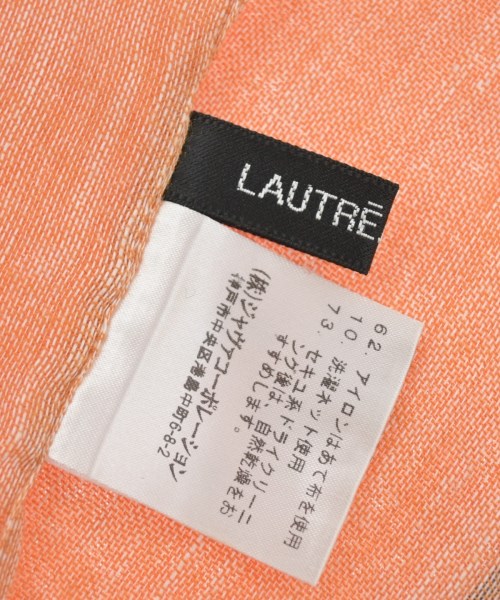 LAUTRĒ
62. アイロンはあて布を使用
10. 洗濯ネット使用
73. セキユ系ドライクリーニ
ング後は、自然乾燥をお
すすめします。
(株)ジャヴァコーポレーション
神戸市中央区港島中町6-8-2